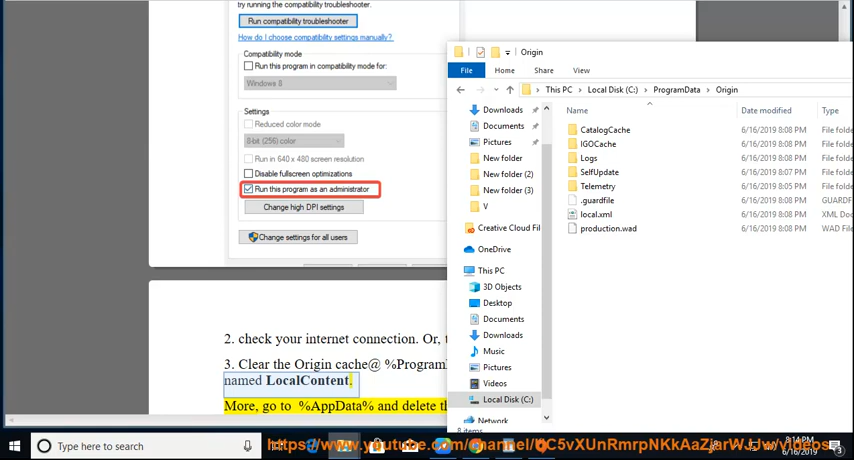 try running the compatibility troubleshooter.
Run compatibility troubleshooter
How do I choose compatibility settings manually?
Compatibility mode
Run this program in compatibility mode for:
Windows 8
Settings
Reduced color mode
8-bit (256) color
Run in 640 x 480 screen resolution
Disable fullscreen optimizations
Run this program as an administrator
Change high DPI settings
Change settings for all users
2. check your internet connection. Or,
3. Clear the Origin cache@
named LocalContent.
More, go to %AppData% and delete
Origin
File Home Share View
This PC > Local Disk (C:) > ProgramData > Origin
Name Date modified Type
Downloads
Documents
Pictures
New folder
New folder (2)
New folder (3)
V
Creative Cloud Fil
OneDrive
This PC
3D Objects
Desktop
Documents
Downloads
Music
Pictures
Videos
Local Disk (C:)
Network
8 items
CatalogCache 6/16/2019 8:08 PM File folde
IGOCache 6/16/2019 8:08 PM File folde
Logs 6/16/2019 8:08 PM File folde
SelfUpdate 6/16/2019 8:08 PM File folde
Telemetry 6/16/2019 8:08 PM File folde
.guardfile 6/16/2019 8:08 PM GUARDF
local.xml 6/16/2019 8:08 PM XML Doc
production.wad 6/16/2019 8:08 PM WAD File
Type here to search
8:14 PM
6/16/2019